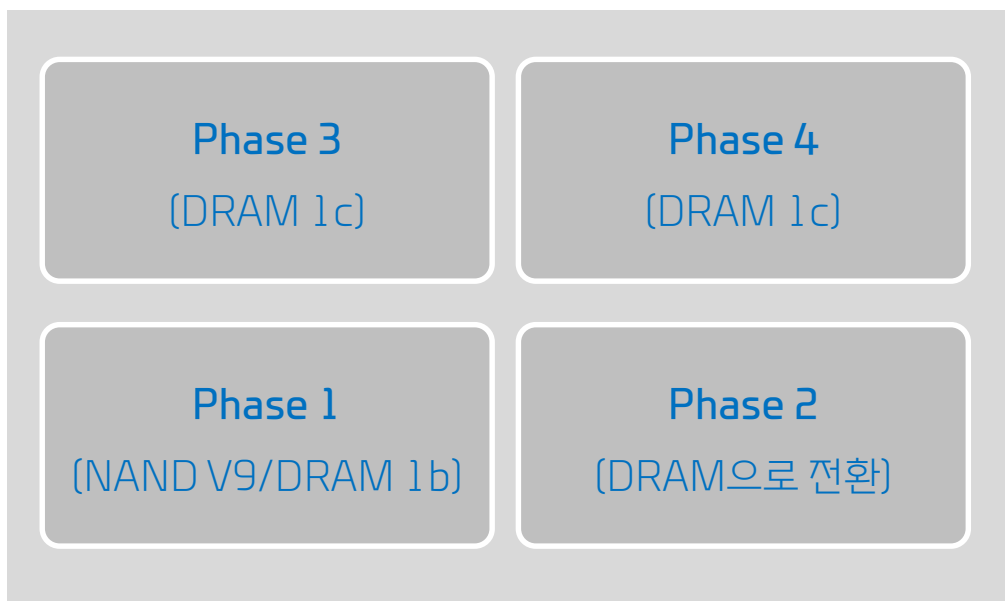 Phase 3
(DRAM 1c)
Phase 4
(DRAM 1c)
Phase 1
(NAND V9/DRAM 1b)
Phase 2
(DRAM으로 전환)